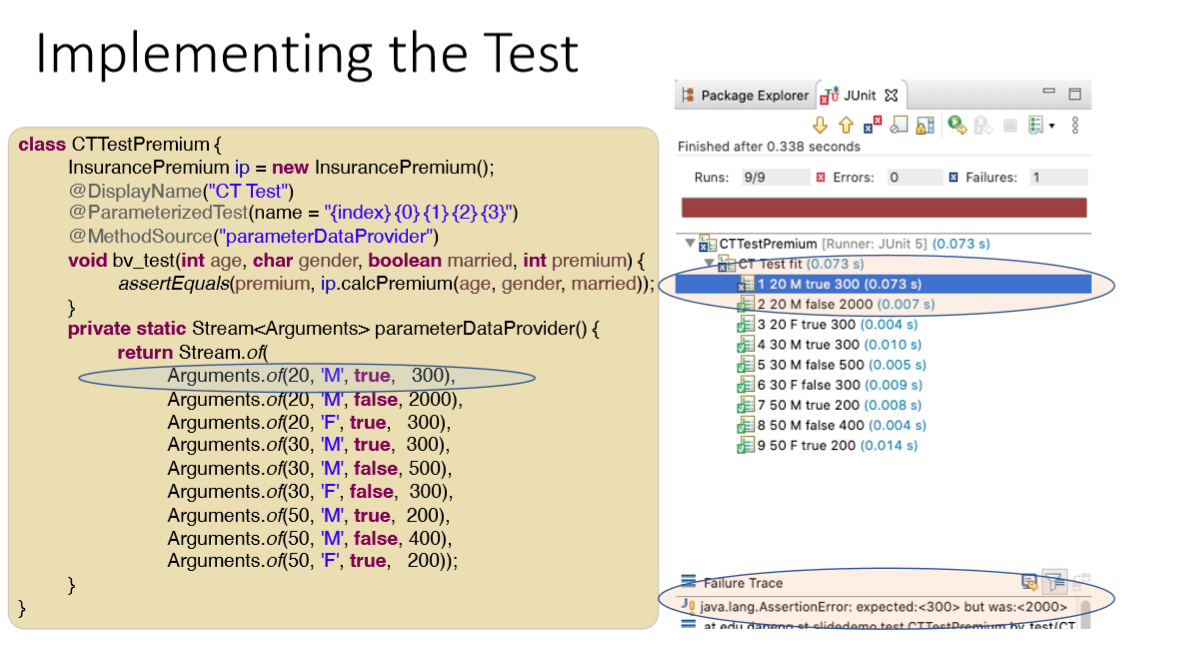 Implementing the Test
class CTTestPremium {
InsurancePremium ip = new InsurancePremium();
@DisplayName("CT Test")
@ParameterizedTest(name = "{index} {0} {1} {2} {3}")
@MethodSource("parameterDataProvider")
void bv_test(int age, char gender, boolean married, int premium) {
assertEquals(premium, ip.calcPremium(age, gender, married));
}
private static Stream<Arguments> parameterDataProvider() {
return Stream.of(
Arguments.of(20, 'M', true, 300),
Arguments.of(20, 'M', false, 2000),
Arguments.of(20, 'F', true, 300),
Arguments.of(30, 'M', true, 300),
Arguments.of(30, 'M', false, 500),
Arguments.of(30, 'F', false, 300),
Arguments.of(50, 'M', true, 200),
Arguments.of(50, 'M', false, 400),
Arguments.of(50, 'F', true, 200));
}
}
Package Explorer JUnit
Finished after 0.338 seconds
Runs: 9/9 Errors: 0 Failures: 1
CTTestPremium [Runner: JUnit 5] (0.073 s)
CT Test fit (0.073 s)
1 20 M true 300 (0.073 s)
2 20 M false 2000 (0.007 s)
3 20 F true 300 (0.004 s)
4 30 M true 300 (0.010 s)
5 30 M false 500 (0.005 s)
6 30 F false 300 (0.009 s)
7 50 M true 200 (0.008 s)
8 50 M false 400 (0.004 s)
9 50 F true 200 (0.014 s)
Failure Trace
java.lang.AssertionError: expected:<300> but was:<2000>
at edu.dapeng.st.slidedemo.test.CTTestPremium.bv_test(CT